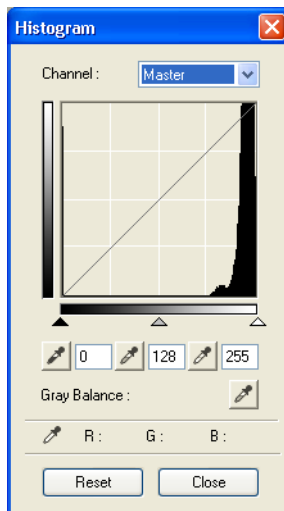 Histogram
Channel : Master
0 128 255
Gray Balance :
R : G : B :
Reset Close